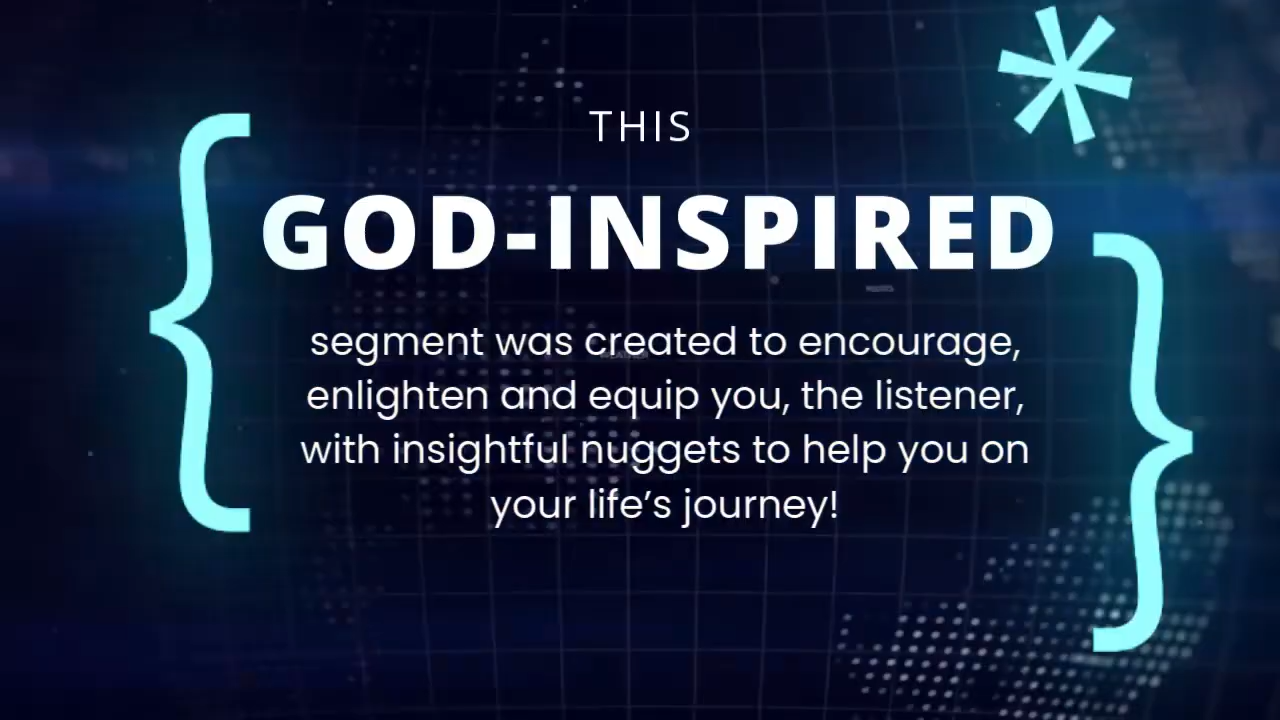 THIS
GOD-INSPIRED
segment was created to encourage,
enlighten and equip you, the listener,
with insightful nuggets to help you on
your life’s journey!